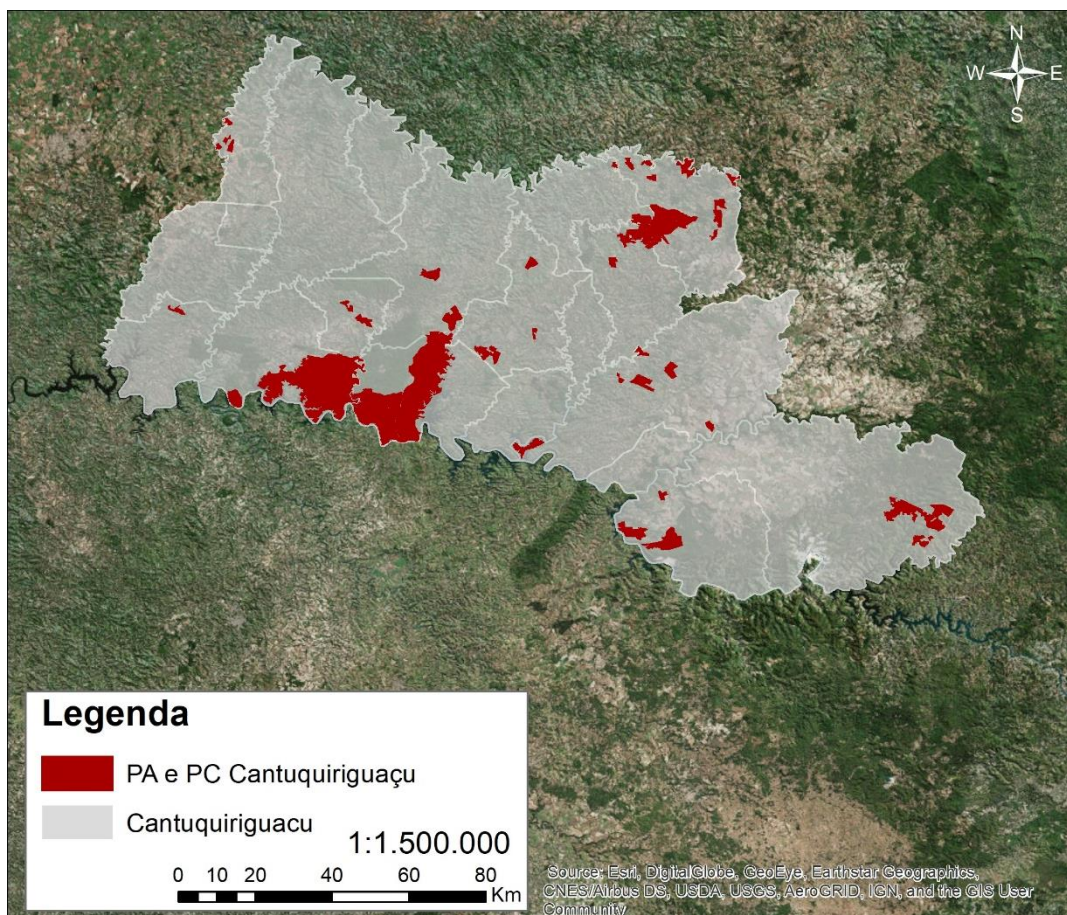 N
W E
S
Legenda
PA e PC Cantuquiriguaçu
Cantuquiriguacu
1:1.500.000
0 10 20 40 60 80
Km
Source: Esri, DigitalGlobe, GeoEye, Earthstar Geographics,
CNES/Airbus DS, USDA, USGS, AeroGRID, IGN, and the GIS User
Community